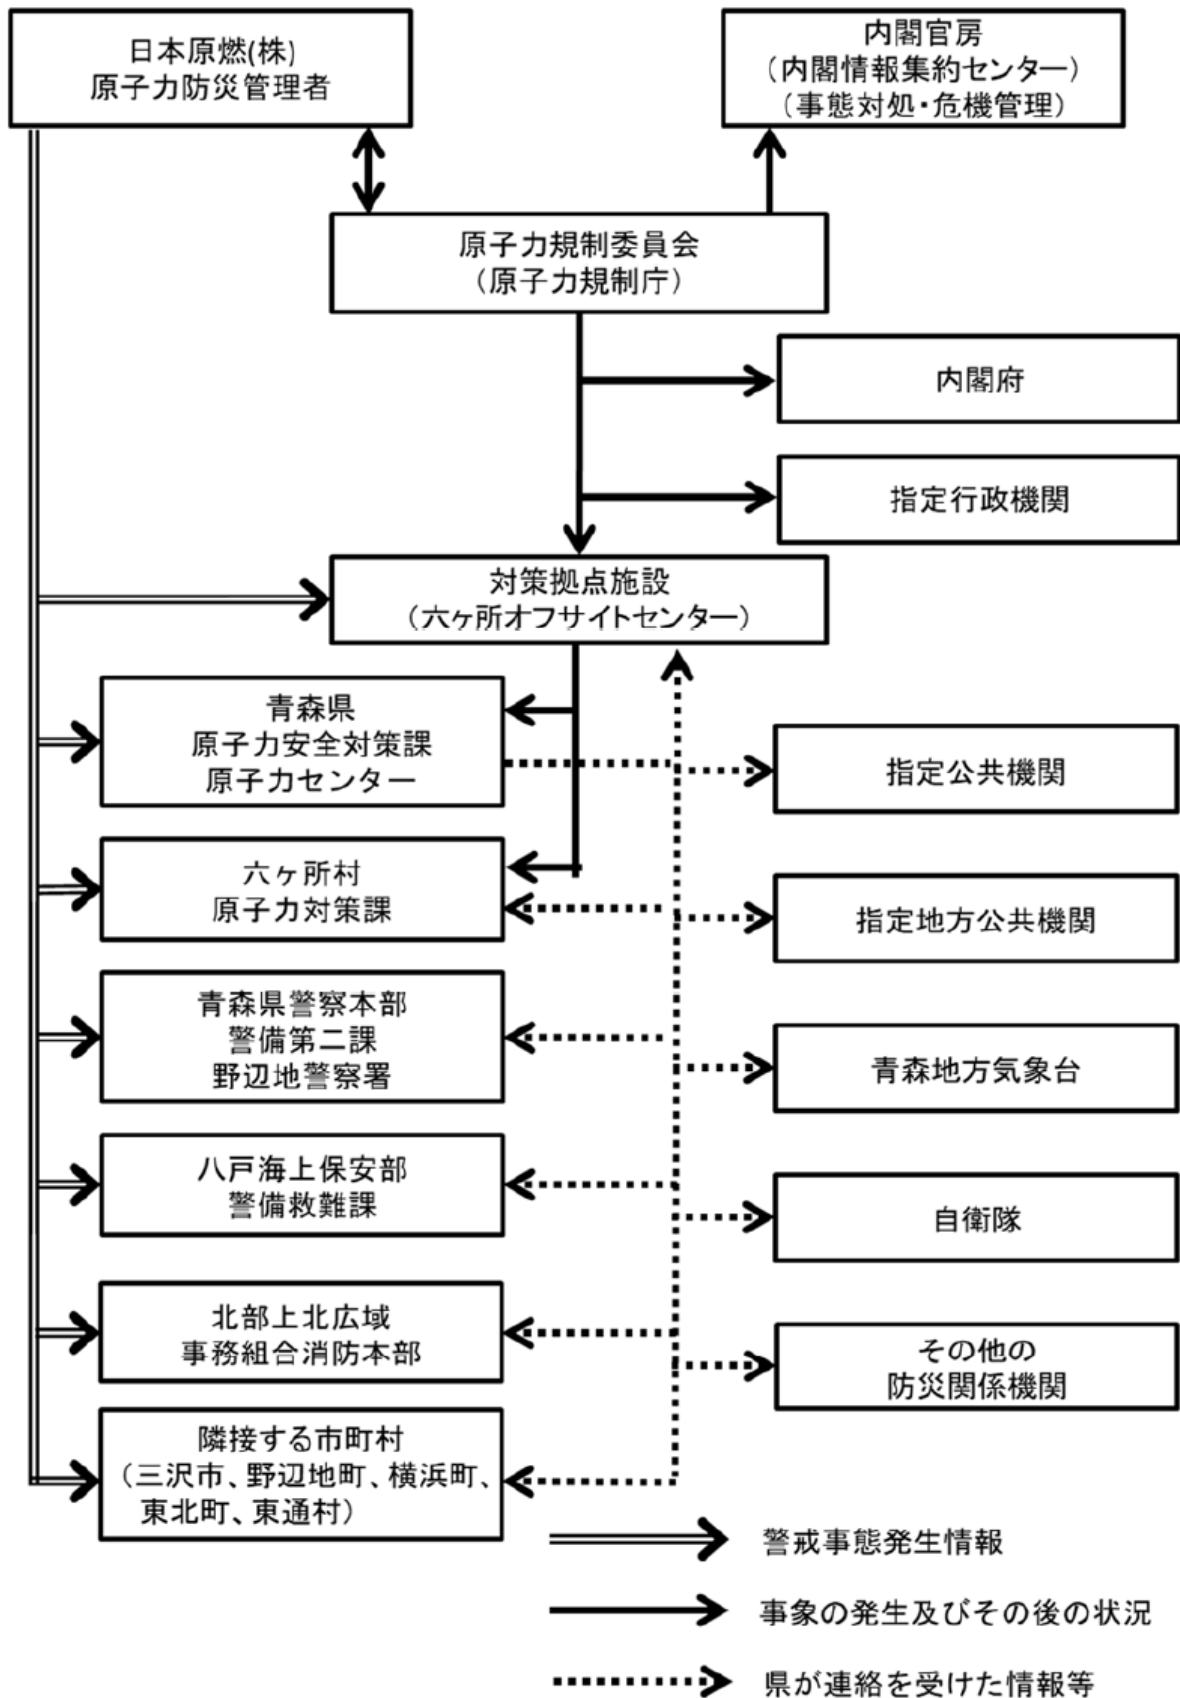 日本原燃(株)
原子力防災管理者
内閣官房
（内閣情報集約センター）
（事態対処・危機管理）
原子力規制委員会
（原子力規制庁）
内閣府
指定行政機関
対策拠点施設
（六ヶ所オフサイトセンター）
青森県
原子力安全対策課
原子力センター
指定公共機関
六ヶ所村
原子力対策課
指定地方公共機関
青森県警察本部
警備第二課
野辺地警察署
青森地方気象台
八戸海上保安部
警備救難課
自衛隊
北部上北広域
事務組合消防本部
その他の
防災関係機関
隣接する市町村
（三沢市、野辺地町、横浜町、
東北町、東通村）
警戒事態発生情報
事象の発生及びその後の状況
県が連絡を受けた情報等